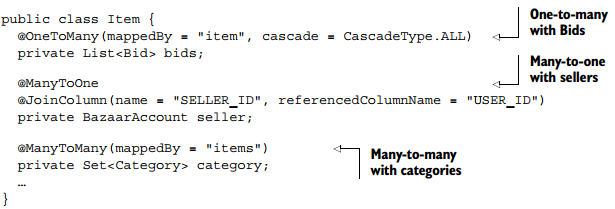 public class Item {
@OneToMany(mappedBy = "item", cascade = CascadeType.ALL)
private List<Bid> bids;
One-to-many
with Bids
@ManyToOne
@JoinColumn(name = "SELLER_ID", referencedColumnName = "USER_ID")
private BazaarAccount seller;
Many-to-one
with sellers
@ManyToMany(mappedBy = "items")
private Set<Category> category;
…
Many-to-many
with categories
}